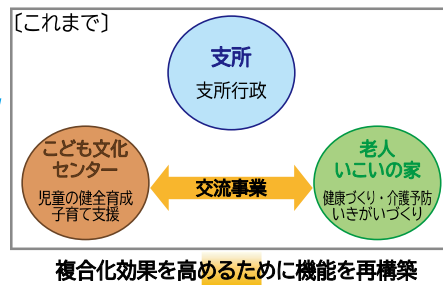 〔これまで〕
支所
支所行政
こども文化
センター
児童の健全育成
子育て支援
交流事業
老人
いこいの家
健康づくり・介護予防
いきがいづくり
複合化効果を高めるために機能を再構築